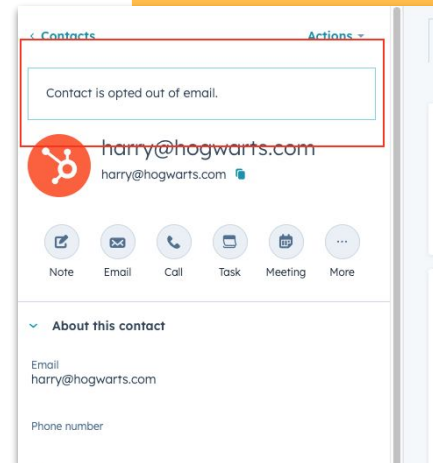 < Contacts
Actions
Contact is opted out of email.
harry@hogwarts.com
harry@hogwarts.com
Note Email Call Task Meeting More
About this contact
Email
harry@hogwarts.com
Phone number